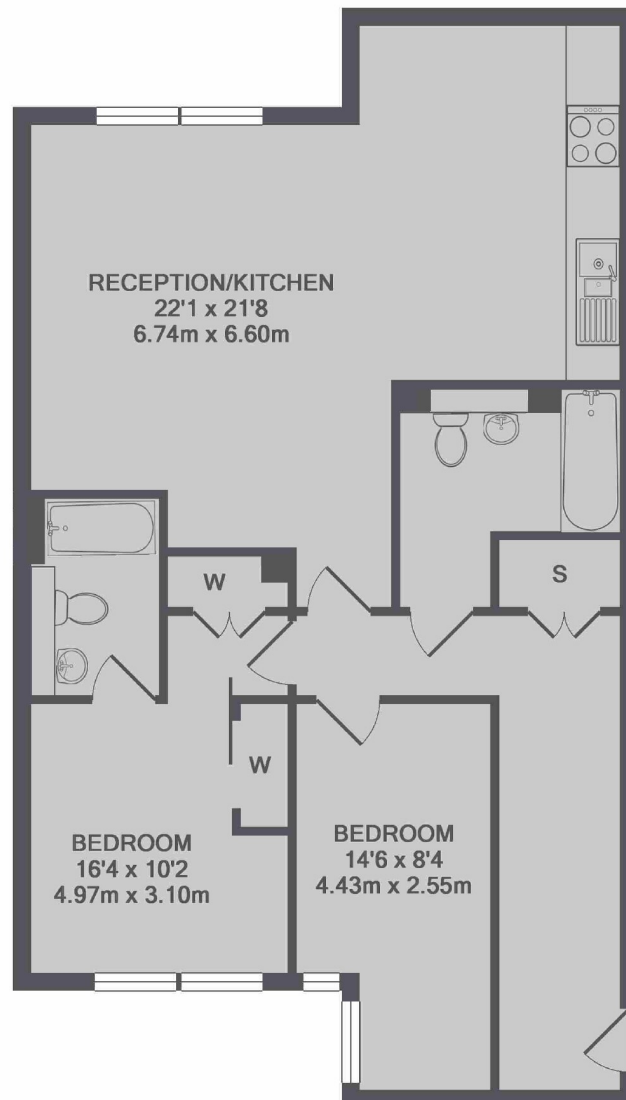 RECEPTION/KITCHEN
22'1 x 21'8
6.74m x 6.60m
W
S
W
BEDROOM
16'4 x 10'2
4.97m x 3.10m
BEDROOM
14'6 x 8'4
4.43m x 2.55m